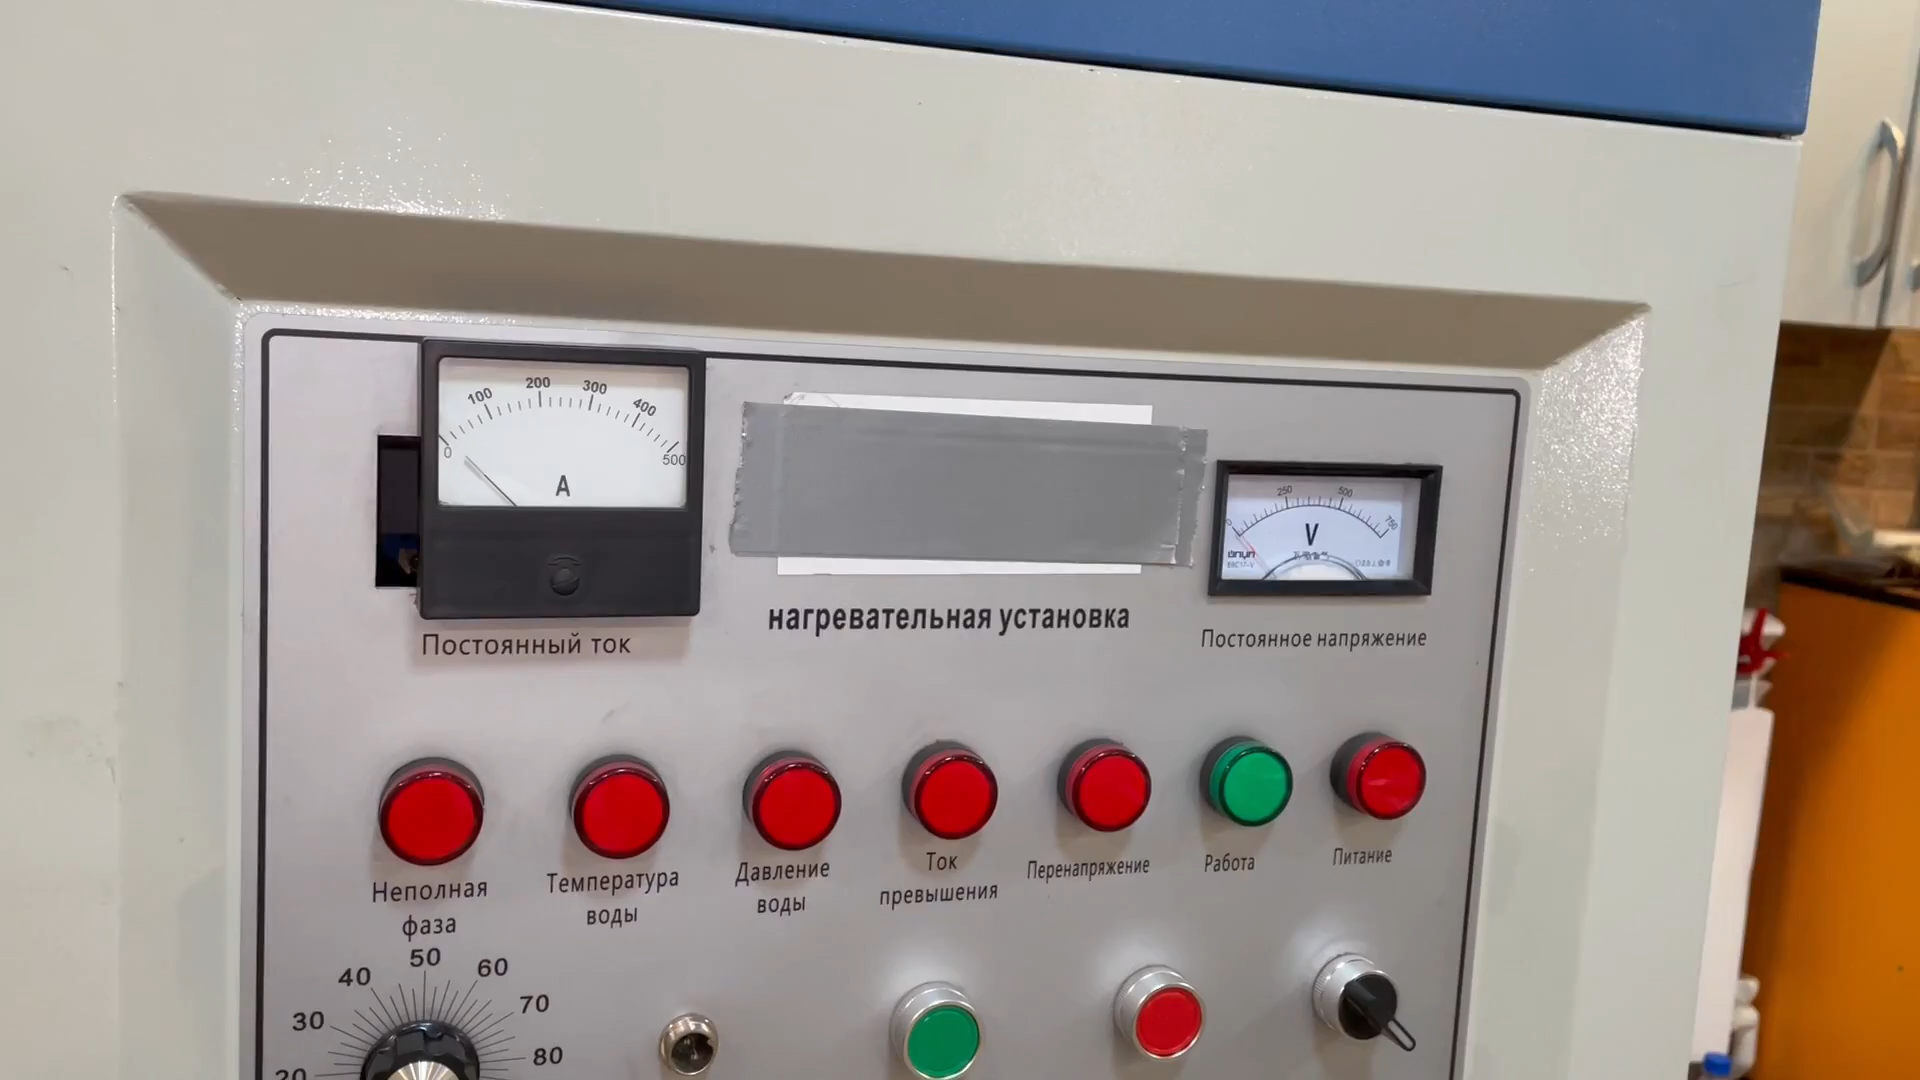 0 100 200 300 400 500
A
Постоянный ток
нагревательная установка
0 250 500 750
V
Постоянное напряжение
Неполная
фаза
Температура
воды
Давление
воды
Ток
превышения
Перенапряжение
Работа
Питание
20 30 40 50 60 70 80